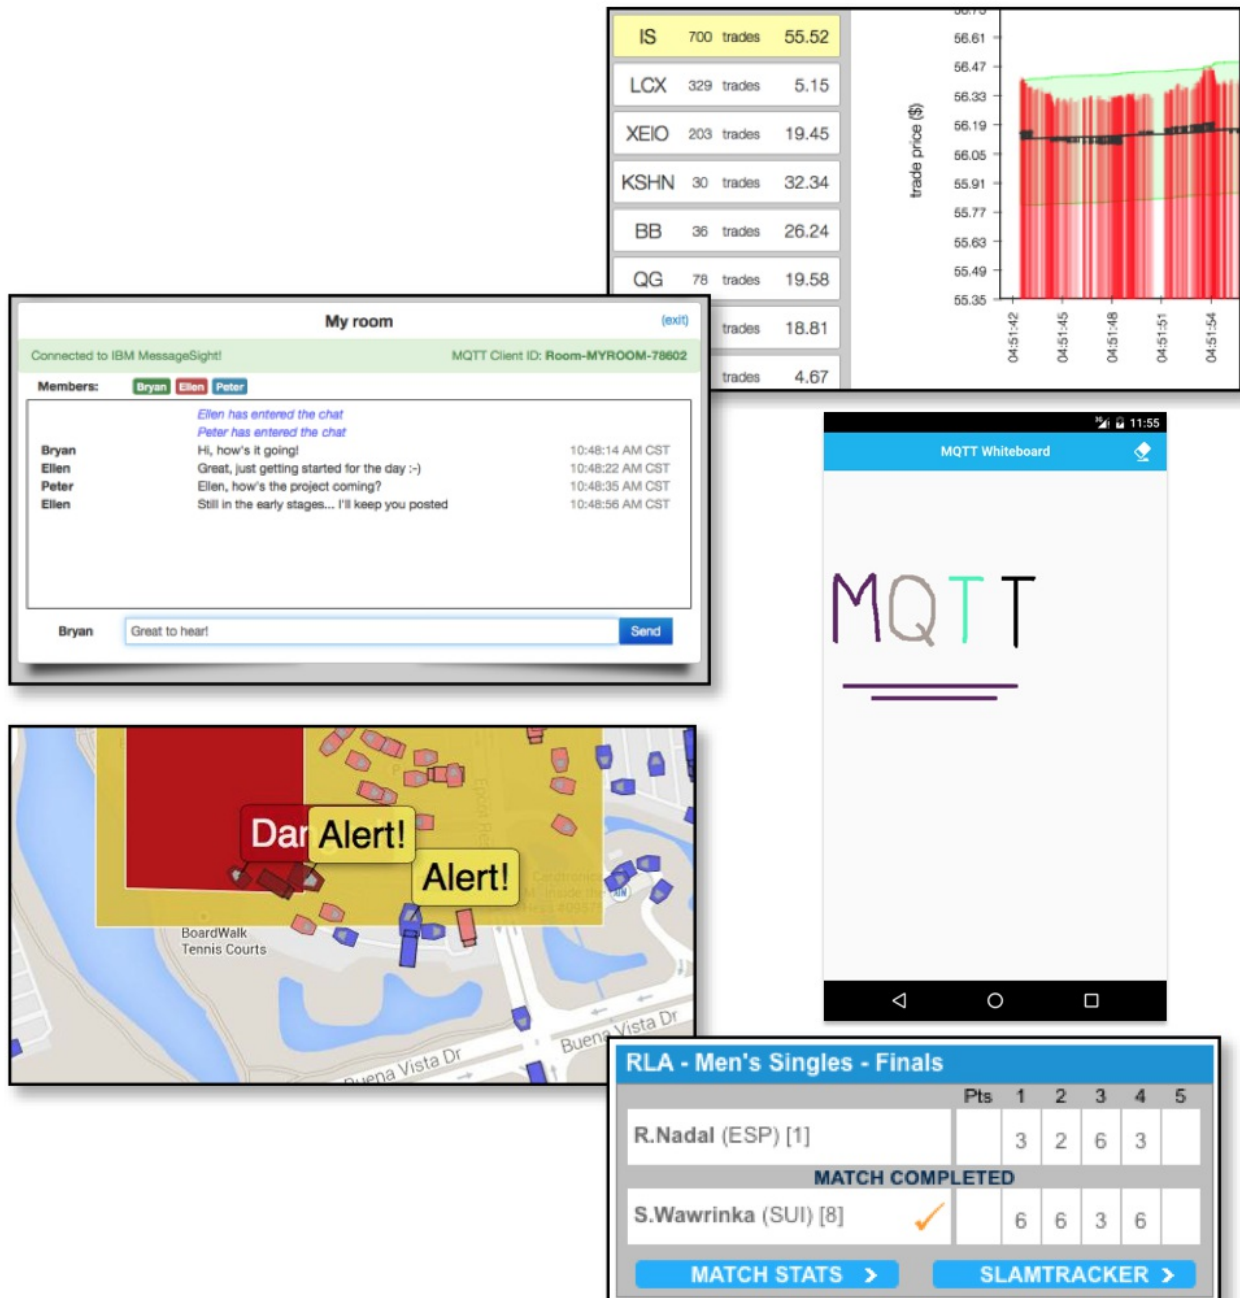 IS 700 trades 55.52
LCX 329 trades 5.15
XEIO 203 trades 19.45
KSHN 30 trades 32.34
BB 36 trades 26.24
QG 78 trades 19.58
trades 18.81
trades 4.67
trade price ($)
56.61
56.47
56.33
56.19
56.05
55.91
55.77
55.63
55.49
55.35
04:51:42
04:51:45
04:51:48
04:51:51
04:51:54
My room (exit)
Connected to IBM MessageSight! MQTT Client ID: Room-MYROOM-78602
Members: Bryan Ellen Peter
Ellen has entered the chat
Peter has entered the chat
Bryan Hi, how's it going! 10:48:14 AM CST
Ellen Great, just getting started for the day :-) 10:48:22 AM CST
Peter Ellen, how's the project coming? 10:48:35 AM CST
Ellen Still in the early stages... I'll keep you posted 10:48:56 AM CST
Bryan Great to hear! Send
11:55
MQTT Whiteboard
MQTT
Alert!
Alert!
BoardWalk
Tennis Courts
Buena Vista Dr
Buena Vista Dr
RLA - Men's Singles - Finals
Pts 1 2 3 4 5
R.Nadal (ESP) [1] 3 2 6 3
MATCH COMPLETED
S.Wawrinka (SUI) [8] 6 6 3 6
MATCH STATS
SLAMTRACKER